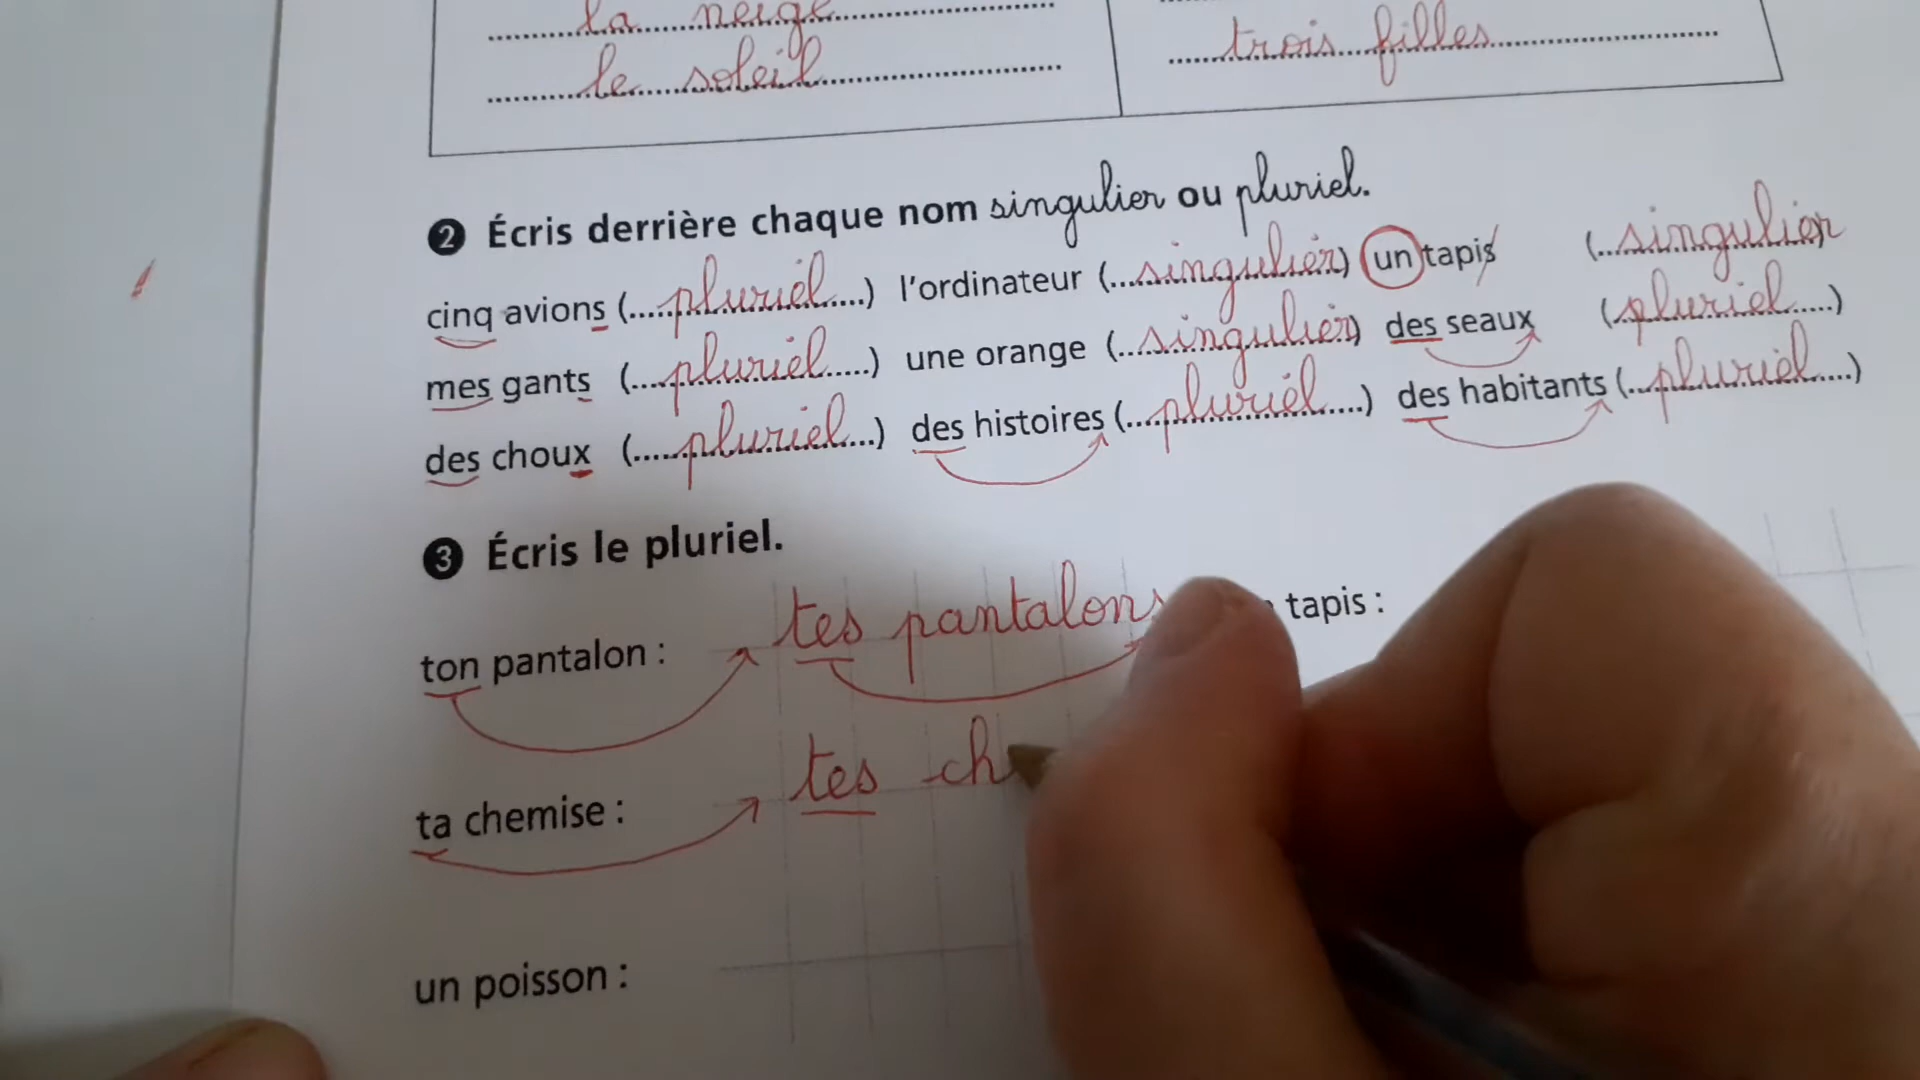 la neige
le soleil
trois filles
2 Écris derrière chaque nom singulier ou pluriel.
cinq avions (.....pluriel.....) l'ordinateur (...singulier) un tapis (..singulier
mes gants (....pluriel.....) une orange (...singulier) des seaux (pluriel.....)
des choux (.....pluriel...) des histoires (....pluriel.....) des habitants (...pluriel.....)
3 Écris le pluriel.
ton pantalon : tes pantalons tapis :
ta chemise : tes ch
un poisson :